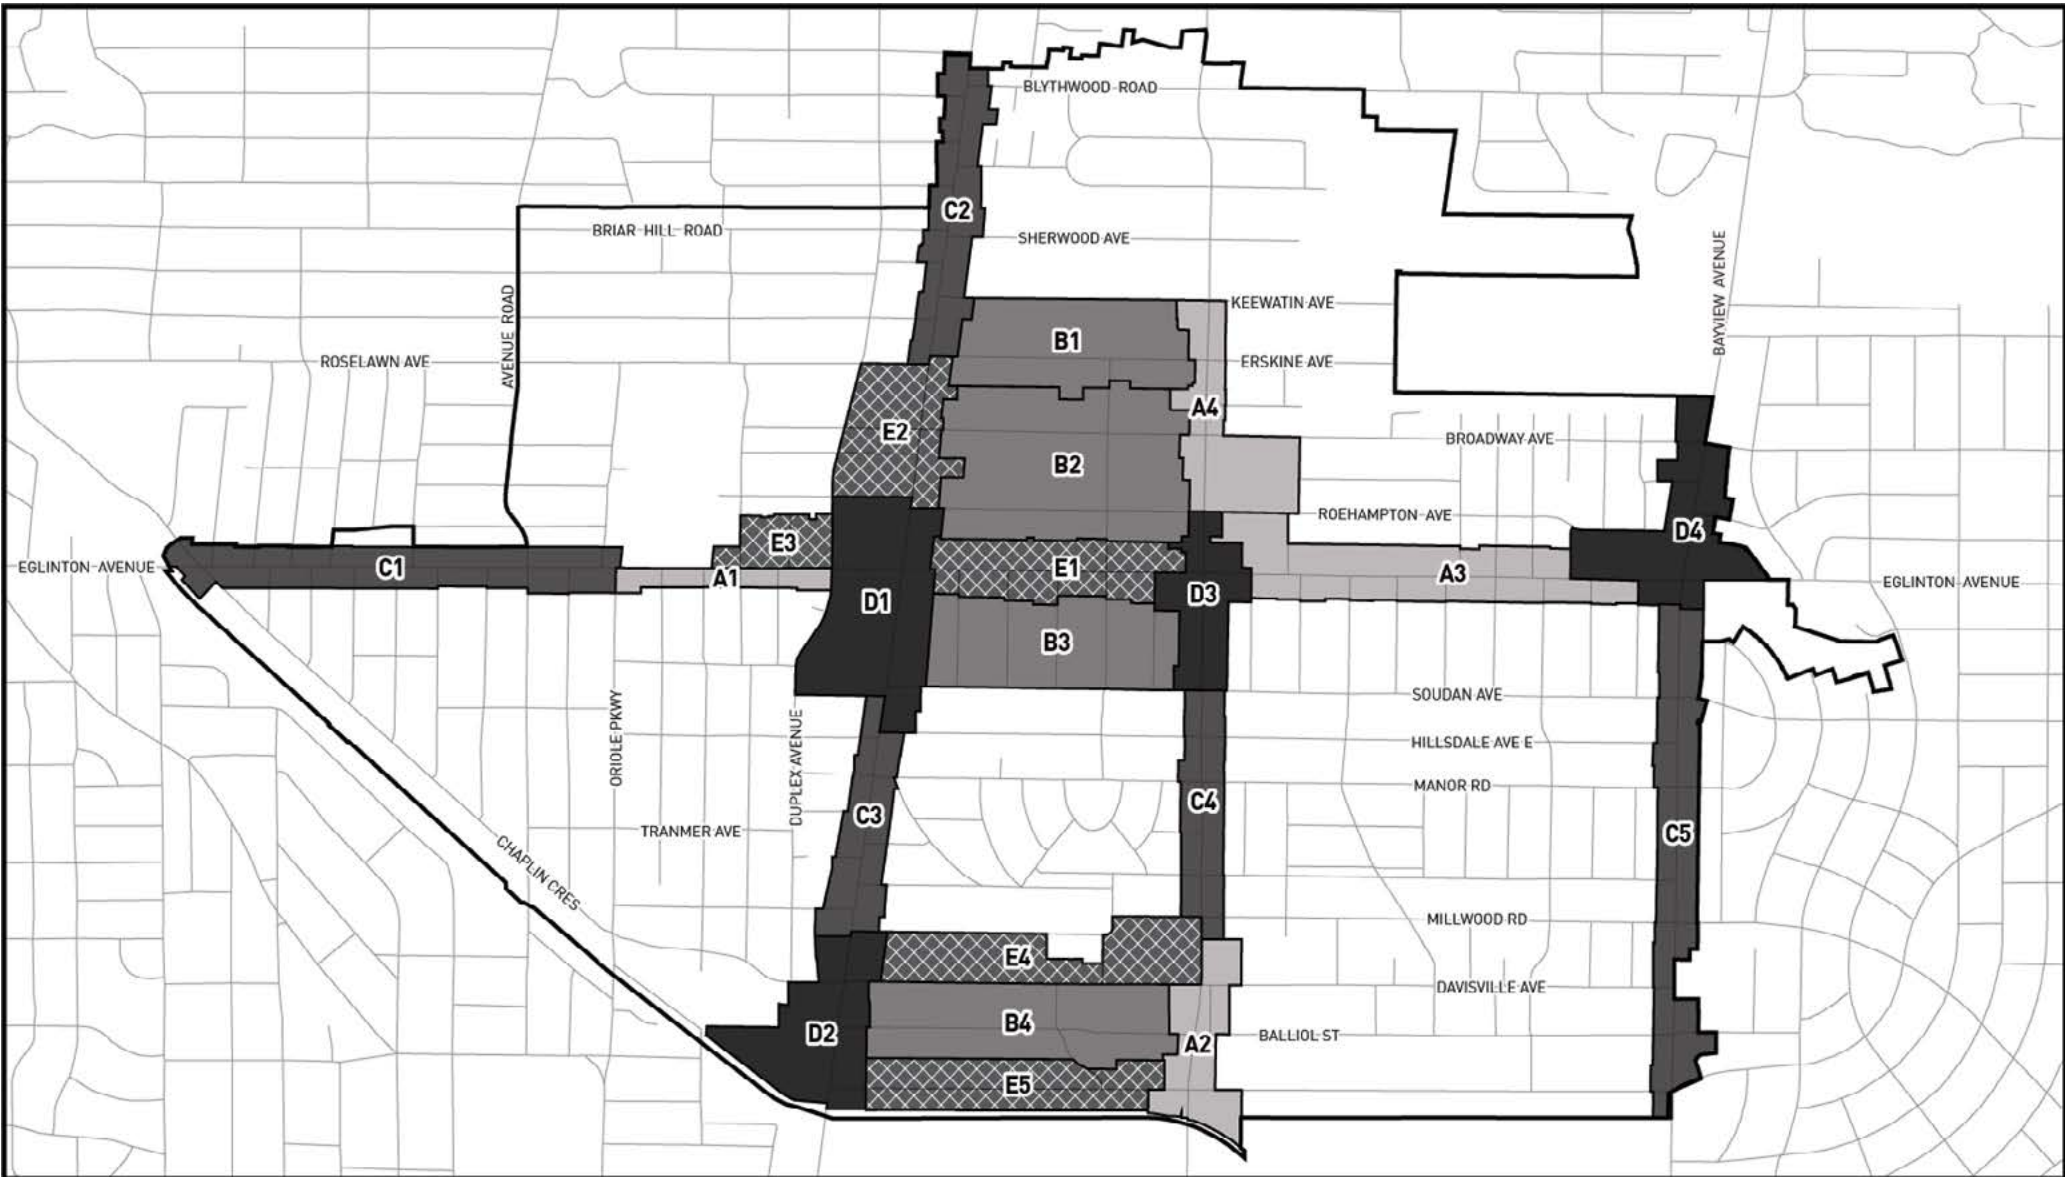 BLYTHWOOD ROAD
C2
BRIAR HILL ROAD
SHERWOOD AVE
BAYVIEW AVENUE
KEEWATIN AVE
AVENUE ROAD
B1
ROSELAWN AVE
ERSKINE AVE
A4
E2
BROADWAY AVE
B2
ROEHAMPTON AVE
D4
E3
EGLINTON AVENUE
C1
A1
E1
A3
EGLINTON AVENUE
D1
D3
B3
SOUDAN AVE
ORIOLE PKWY
DUPLEX AVENUE
HILLSDALE AVE E
MANOR RD
C4
C3
TRANMER AVE
C5
CHAPLIN CRES
MILLWOOD RD
E4
DAVISVILLE AVE
B4
D2
A2
BALLIOL ST
E5